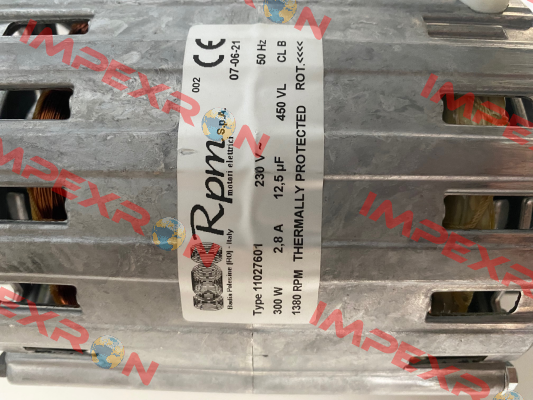 Rpm S.p.A.
motori elettrici
Badia Polesine (RO) - Italy
002
CE
07-06-21
Type 11027601
230 V ~
50 Hz
300 W
2,8 A
12,5 µF
450 VL
CL B
1380 RPM THERMALLY PROTECTED ROT.<<<<
IMPEXRON
IMPEXRON
IMPEXRON
IMPEXRON
IMPEXRON